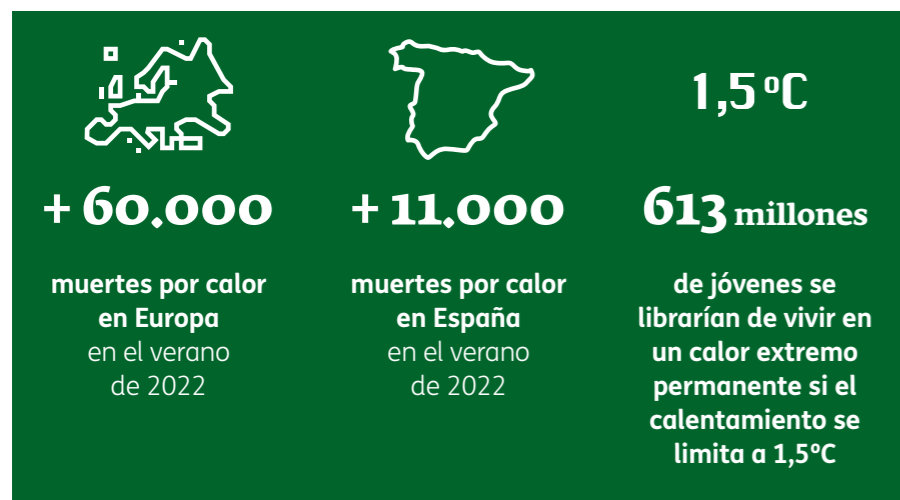 + 60.000
muertes por calor
en Europa
en el verano
de 2022
+ 11.000
muertes por calor
en España
en el verano
de 2022
1,5 ºC
613 millones
de jóvenes se
librarían de vivir en
un calor extremo
permanente si el
calentamiento se
limita a 1,5ºC